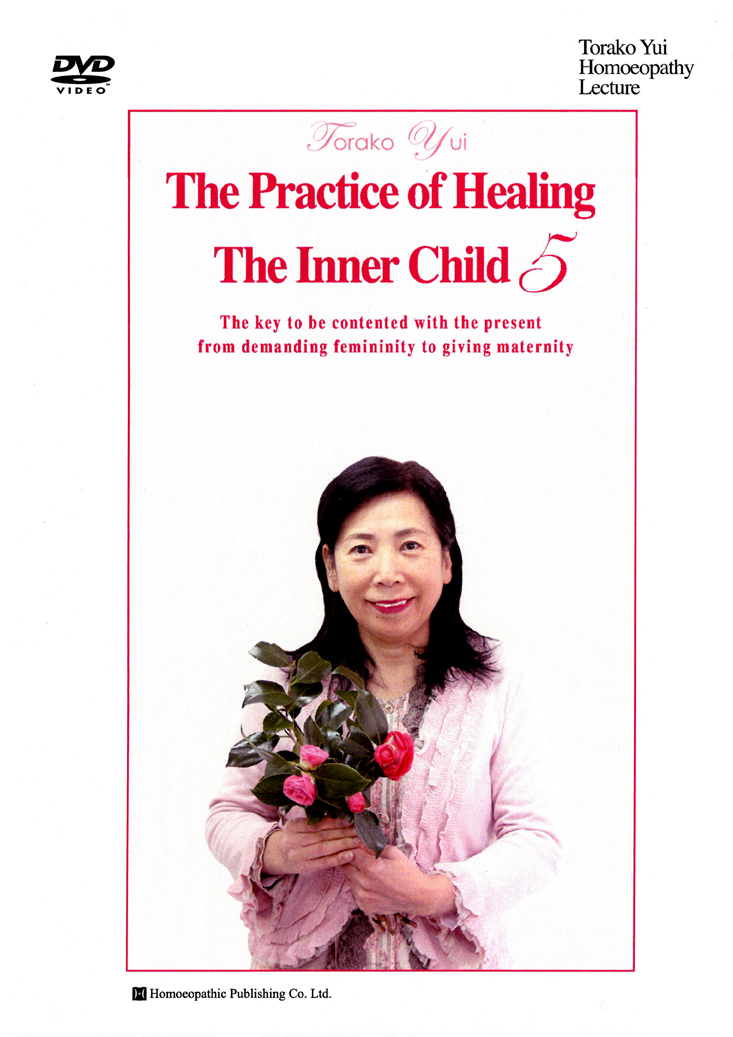 DVD
VIDEO
Torako Yui
Homoeopathy
Lecture
Torako Yui
The Practice of Healing
The Inner Child 5
The key to be contented with the present
from demanding femininity to giving maternity
Homoeopathic Publishing Co. Ltd.